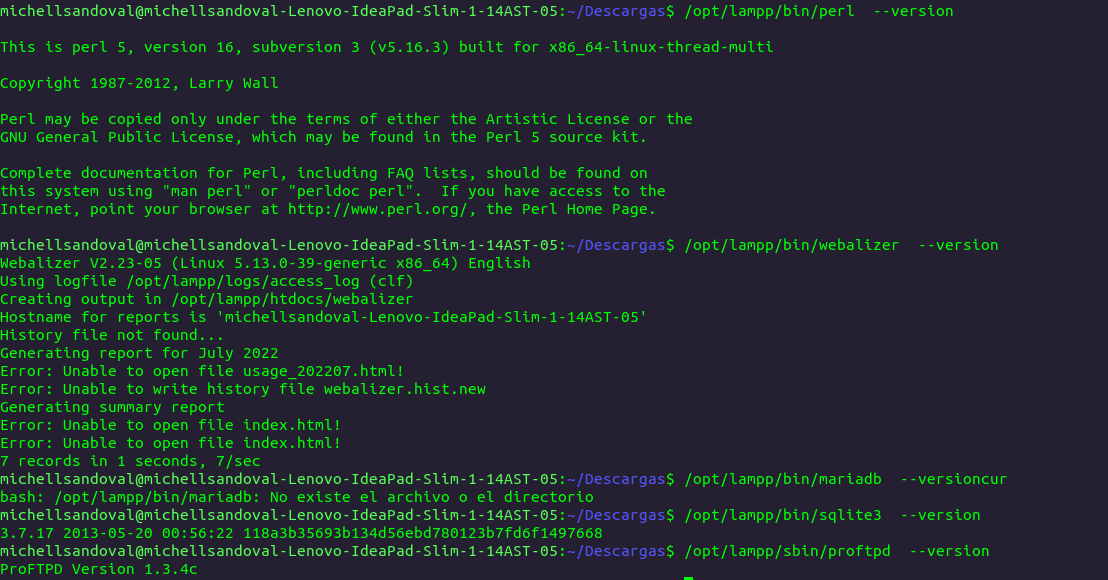 michellsandoval@michellsandoval-Lenovo-IdeaPad-Slim-1-14AST-05:~/Descargas$ /opt/lampp/bin/perl  --version
This is perl 5, version 16, subversion 3 (v5.16.3) built for x86_64-linux-thread-multi
Copyright 1987-2012, Larry Wall
Perl may be copied only under the terms of either the Artistic License or the
GNU General Public License, which may be found in the Perl 5 source kit.
Complete documentation for Perl, including FAQ lists, should be found on
this system using "man perl" or "perldoc perl".  If you have access to the
Internet, point your browser at http://www.perl.org/, the Perl Home Page.
michellsandoval@michellsandoval-Lenovo-IdeaPad-Slim-1-14AST-05:~/Descargas$ /opt/lampp/bin/webalizer  --version
Webalizer V2.23-05 (Linux 5.13.0-39-generic x86_64) English
Using logfile /opt/lampp/logs/access_log (clf)
Creating output in /opt/lampp/htdocs/webalizer
Hostname for reports is 'michellsandoval-Lenovo-IdeaPad-Slim-1-14AST-05'
History file not found...
Generating report for July 2022
Error: Unable to open file usage_202207.html!
Error: Unable to write history file webalizer.hist.new
Generating summary report
Error: Unable to open file index.html!
Error: Unable to open file index.html!
7 records in 1 seconds, 7/sec
michellsandoval@michellsandoval-Lenovo-IdeaPad-Slim-1-14AST-05:~/Descargas$ /opt/lampp/bin/mariadb  --versioncur
bash: /opt/lampp/bin/mariadb: No existe el archivo o el directorio
michellsandoval@michellsandoval-Lenovo-IdeaPad-Slim-1-14AST-05:~/Descargas$ /opt/lampp/bin/sqlite3  --version
3.7.17 2013-05-20 00:56:22 118a3b35693b134d56ebd780123b7fd6f1497668
michellsandoval@michellsandoval-Lenovo-IdeaPad-Slim-1-14AST-05:~/Descargas$ /opt/lampp/sbin/proftpd  --version
ProFTPD Version 1.3.4c